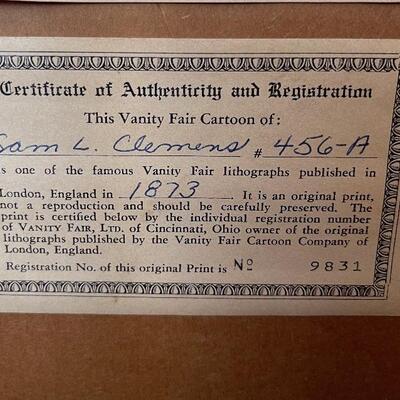 Certificate of Authenticity and Registration
This Vanity Fair Cartoon of:
Sam L. Clemens # 456-A
is one of the famous Vanity Fair lithographs published in
London, England in 1873. It is an original print,
not a reproduction and should be carefully preserved. The
print is certified below by the individual registration number
of VANITY FAIR, LTD. of Cincinnati, Ohio owner of the original
lithographs published by the Vanity Fair Cartoon Company of
London, England.
Registration No. of this original Print is Nº 9831